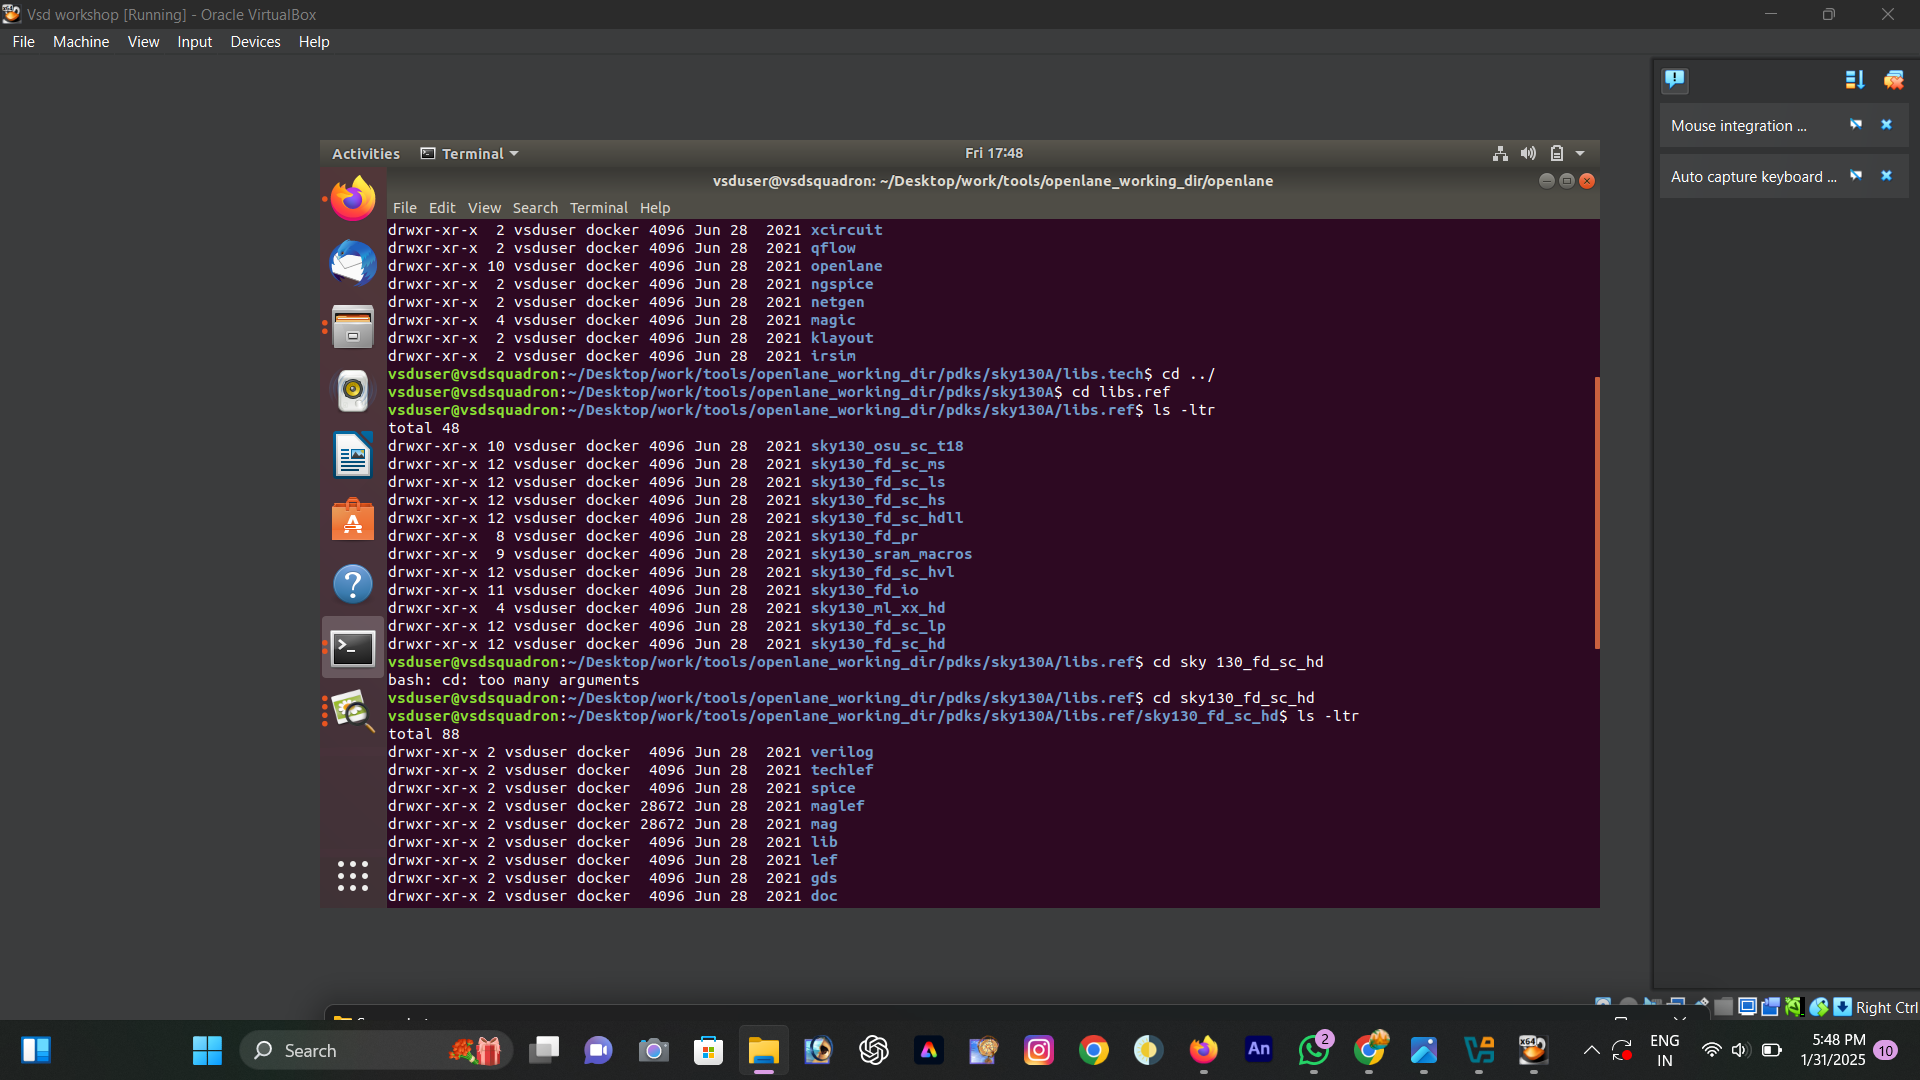 Vsd workshop [Running] - Oracle VirtualBox
File Machine View Input Devices Help
Mouse integration ...
Auto capture keyboard ...
Activities Terminal Fri 17:48
vsduser@vsdsquadron: ~/Desktop/work/tools/openlane_working_dir/openlane
File Edit View Search Terminal Help
drwxr-xr-x  2 vsduser docker 4096 Jun 28  2021 xcircuit
drwxr-xr-x  2 vsduser docker 4096 Jun 28  2021 qflow
drwxr-xr-x 10 vsduser docker 4096 Jun 28  2021 openlane
drwxr-xr-x  2 vsduser docker 4096 Jun 28  2021 ngspice
drwxr-xr-x  2 vsduser docker 4096 Jun 28  2021 netgen
drwxr-xr-x  4 vsduser docker 4096 Jun 28  2021 magic
drwxr-xr-x  2 vsduser docker 4096 Jun 28  2021 klayout
drwxr-xr-x  2 vsduser docker 4096 Jun 28  2021 irsim
vsduser@vsdsquadron:~/Desktop/work/tools/openlane_working_dir/pdks/sky130A/libs.tech$ cd ../
vsduser@vsdsquadron:~/Desktop/work/tools/openlane_working_dir/pdks/sky130A$ cd libs.ref
vsduser@vsdsquadron:~/Desktop/work/tools/openlane_working_dir/pdks/sky130A/libs.ref$ ls -ltr
total 48
drwxr-xr-x 10 vsduser docker 4096 Jun 28  2021 sky130_osu_sc_t18
drwxr-xr-x 12 vsduser docker 4096 Jun 28  2021 sky130_fd_sc_ms
drwxr-xr-x 12 vsduser docker 4096 Jun 28  2021 sky130_fd_sc_ls
drwxr-xr-x 12 vsduser docker 4096 Jun 28  2021 sky130_fd_sc_hs
drwxr-xr-x 12 vsduser docker 4096 Jun 28  2021 sky130_fd_sc_hdll
drwxr-xr-x  8 vsduser docker 4096 Jun 28  2021 sky130_fd_pr
drwxr-xr-x  9 vsduser docker 4096 Jun 28  2021 sky130_sram_macros
drwxr-xr-x 12 vsduser docker 4096 Jun 28  2021 sky130_fd_sc_hvl
drwxr-xr-x 11 vsduser docker 4096 Jun 28  2021 sky130_fd_io
drwxr-xr-x  4 vsduser docker 4096 Jun 28  2021 sky130_ml_xx_hd
drwxr-xr-x 12 vsduser docker 4096 Jun 28  2021 sky130_fd_sc_lp
drwxr-xr-x 12 vsduser docker 4096 Jun 28  2021 sky130_fd_sc_hd
vsduser@vsdsquadron:~/Desktop/work/tools/openlane_working_dir/pdks/sky130A/libs.ref$ cd sky 130_fd_sc_hd
bash: cd: too many arguments
vsduser@vsdsquadron:~/Desktop/work/tools/openlane_working_dir/pdks/sky130A/libs.ref$ cd sky130_fd_sc_hd
vsduser@vsdsquadron:~/Desktop/work/tools/openlane_working_dir/pdks/sky130A/libs.ref/sky130_fd_sc_hd$ ls -ltr
total 88
drwxr-xr-x 2 vsduser docker  4096 Jun 28  2021 verilog
drwxr-xr-x 2 vsduser docker  4096 Jun 28  2021 techlef
drwxr-xr-x 2 vsduser docker  4096 Jun 28  2021 spice
drwxr-xr-x 2 vsduser docker 28672 Jun 28  2021 maglef
drwxr-xr-x 2 vsduser docker 28672 Jun 28  2021 mag
drwxr-xr-x 2 vsduser docker  4096 Jun 28  2021 lib
drwxr-xr-x 2 vsduser docker  4096 Jun 28  2021 lef
drwxr-xr-x 2 vsduser docker  4096 Jun 28  2021 gds
drwxr-xr-x 2 vsduser docker  4096 Jun 28  2021 doc
Right Ctrl
Search
An
2
ENG
IN
5:48 PM
1/31/2025
10